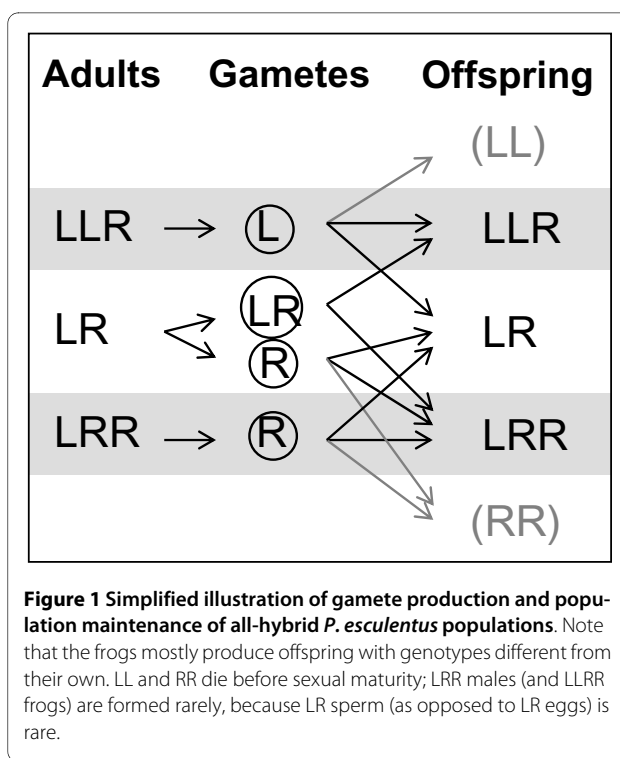 Adults Gametes Offspring
(LL)
LLR L LLR
LR LR R LR
LRR R LRR
(RR)
Figure 1 Simplified illustration of gamete production and popu-
lation maintenance of all-hybrid P. esculentus populations. Note
that the frogs mostly produce offspring with genotypes different from
their own. LL and RR die before sexual maturity; LRR males (and LLRR
frogs) are formed rarely, because LR sperm (as opposed to LR eggs) is
rare.